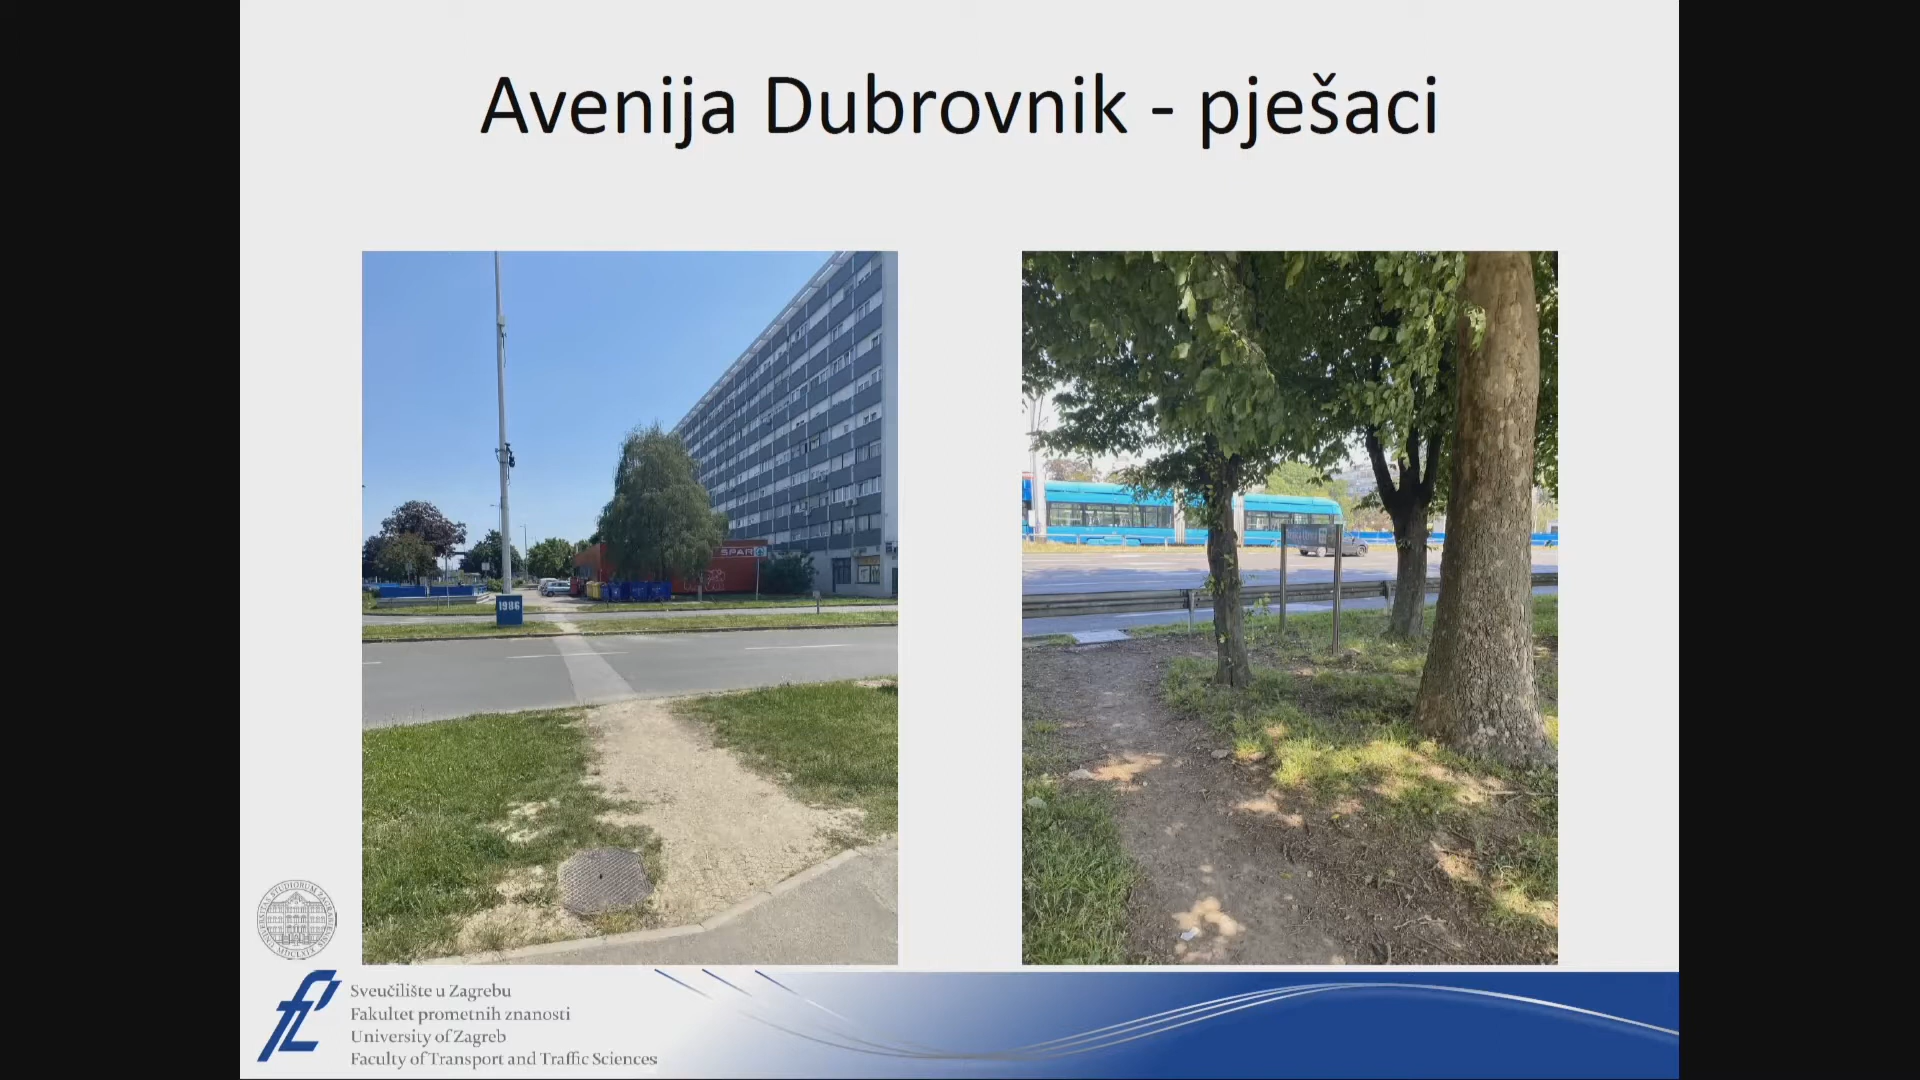 Avenija Dubrovnik - pješaci
SPAR
1986
Sveučilište u Zagrebu
Fakultet prometnih znanosti
University of Zagreb
Faculty of Transport and Traffic Sciences